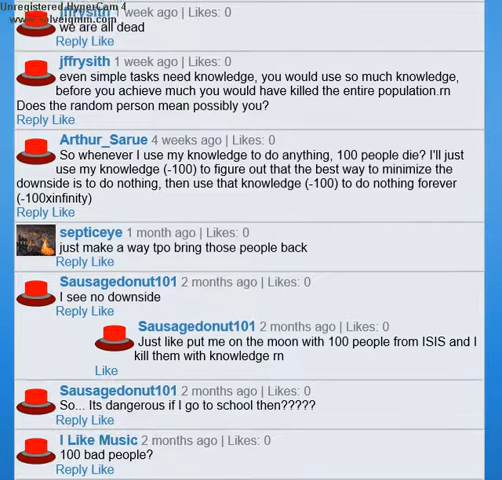 Unregistered HyperCam 4
jffrysith 1 week ago | Likes: 0
www.solveigmm.com
we are all dead
Reply Like
jffrysith 1 week ago | Likes: 0
even simple tasks need knowledge, you would use so much knowledge,
before you achieve much you would have killed the entire population.rn
Does the random person mean possibly you?
Reply Like
Arthur_Sarue 4 weeks ago | Likes: 0
So whenever I use my knowledge to do anything, 100 people die? I'll just
use my knowledge (-100) to figure out that the best way to minimize the
downside is to do nothing, then use that knowledge (-100) to do nothing forever
(-100xinfinity)
Reply Like
septiceye 1 month ago | Likes: 0
just make a way tpo bring those people back
Reply Like
Sausagedonut101 2 months ago | Likes: 0
I see no downside
Reply Like
Sausagedonut101 2 months ago | Likes: 0
Just like put me on the moon with 100 people from ISIS and I
kill them with knowledge rn
Like
Sausagedonut101 2 months ago | Likes: 0
So... Its dangerous if I go to school then?????
Reply Like
I Like Music 2 months ago | Likes: 0
100 bad people?
Reply Like